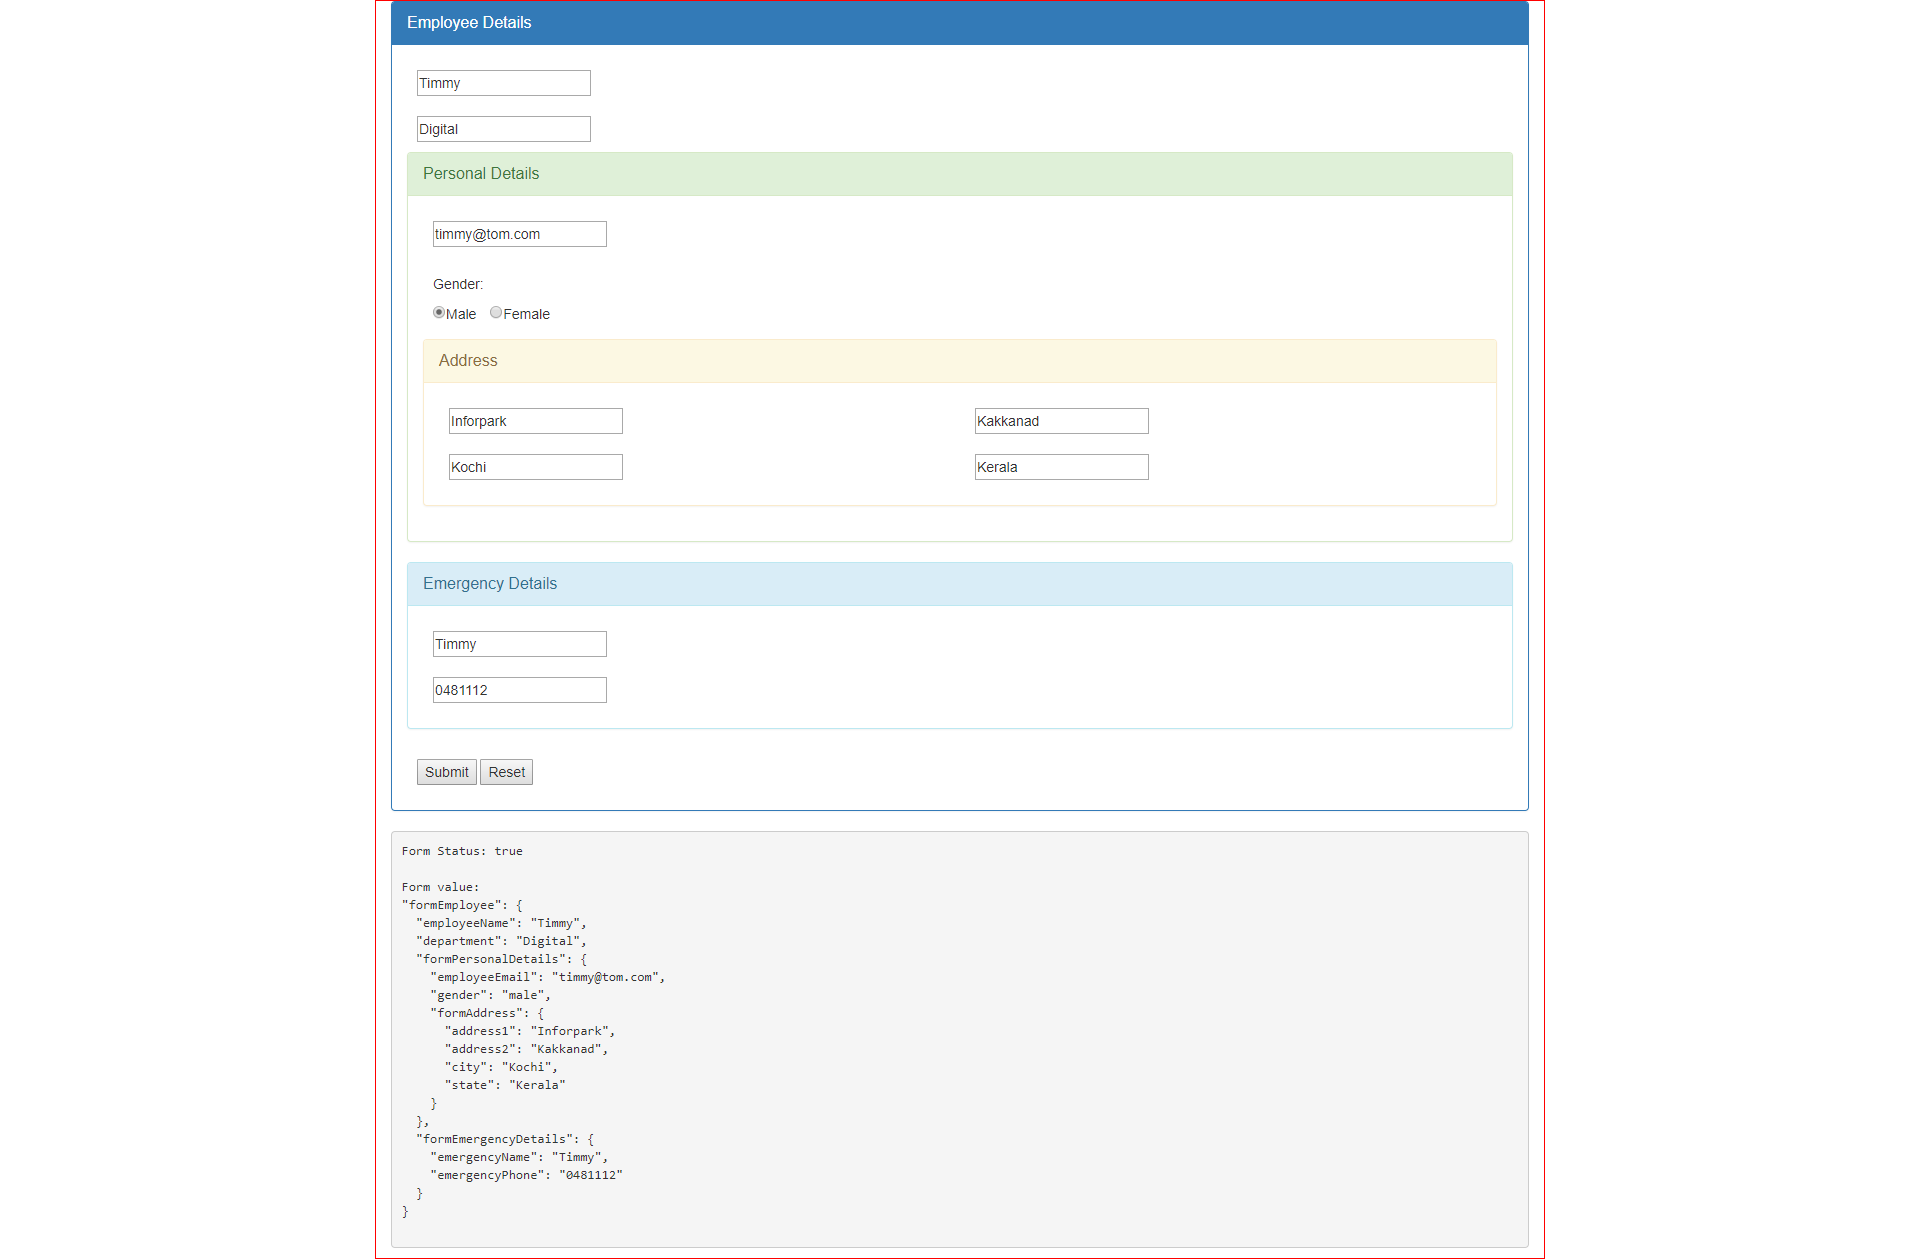 Employee Details
Timmy
Digital
Personal Details
timmy@tom.com
Gender:
Male Female
Address
Inforpark Kakkanad
Kochi Kerala
Emergency Details
Timmy
0481112
Submit Reset
Form Status: true
Form value:
"formEmployee": {
  "employeeName": "Timmy",
  "department": "Digital",
  "formPersonalDetails": {
    "employeeEmail": "timmy@tom.com",
    "gender": "male",
    "formAddress": {
      "address1": "Inforpark",
      "address2": "Kakkanad",
      "city": "Kochi",
      "state": "Kerala"
    }
  },
  "formEmergencyDetails": {
    "emergencyName": "Timmy",
    "emergencyPhone": "0481112"
  }
}